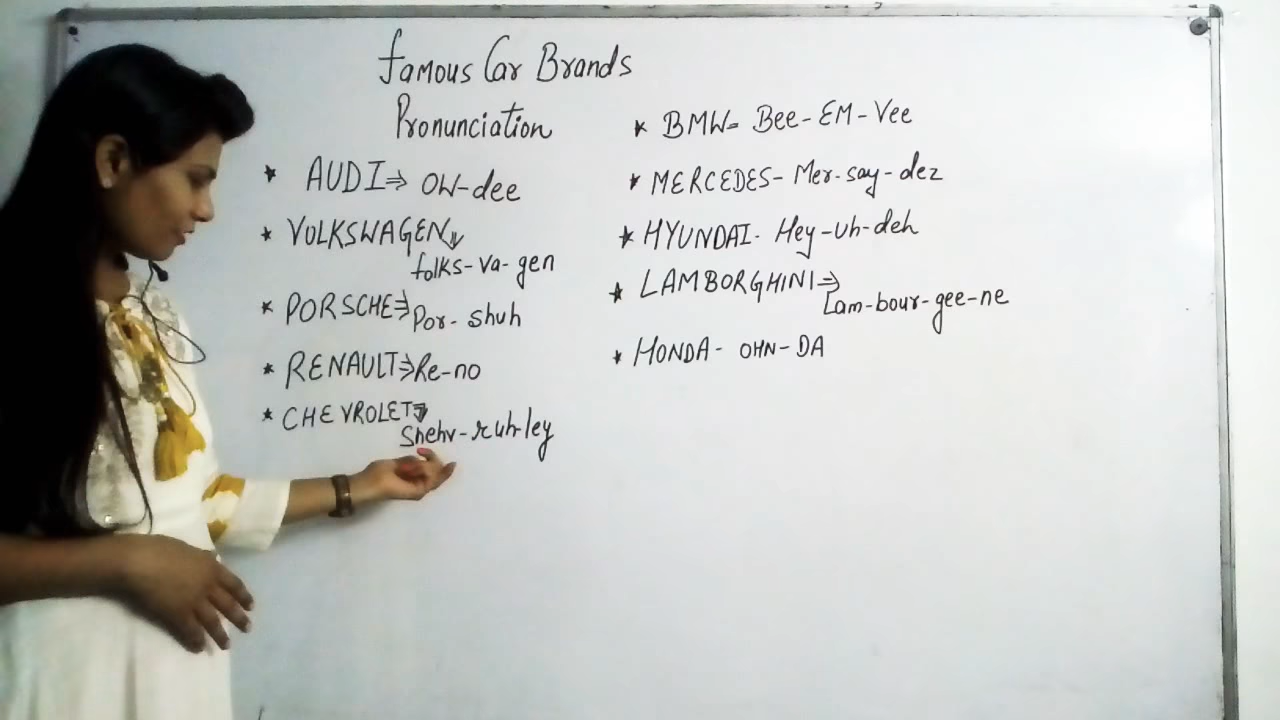 Famous Car Brands
Pronunciation
* AUDI⇒ OW-dee
* VOLKSWAGEN⇓
folks-va-gen
* PORSCHE⇒ Por-shuh
* RENAULT⇒ Re-no
* CHEVROLET⇒
Shehv-ruh-ley
* BMW= Bee-EM-Vee
* MERCEDES- Mer-say-dez
* HYUNDAI- Hey-uh-deh
* LAMBORGHINI⇒
Lam-bour-gee-ne
* HONDA- OHN-DA